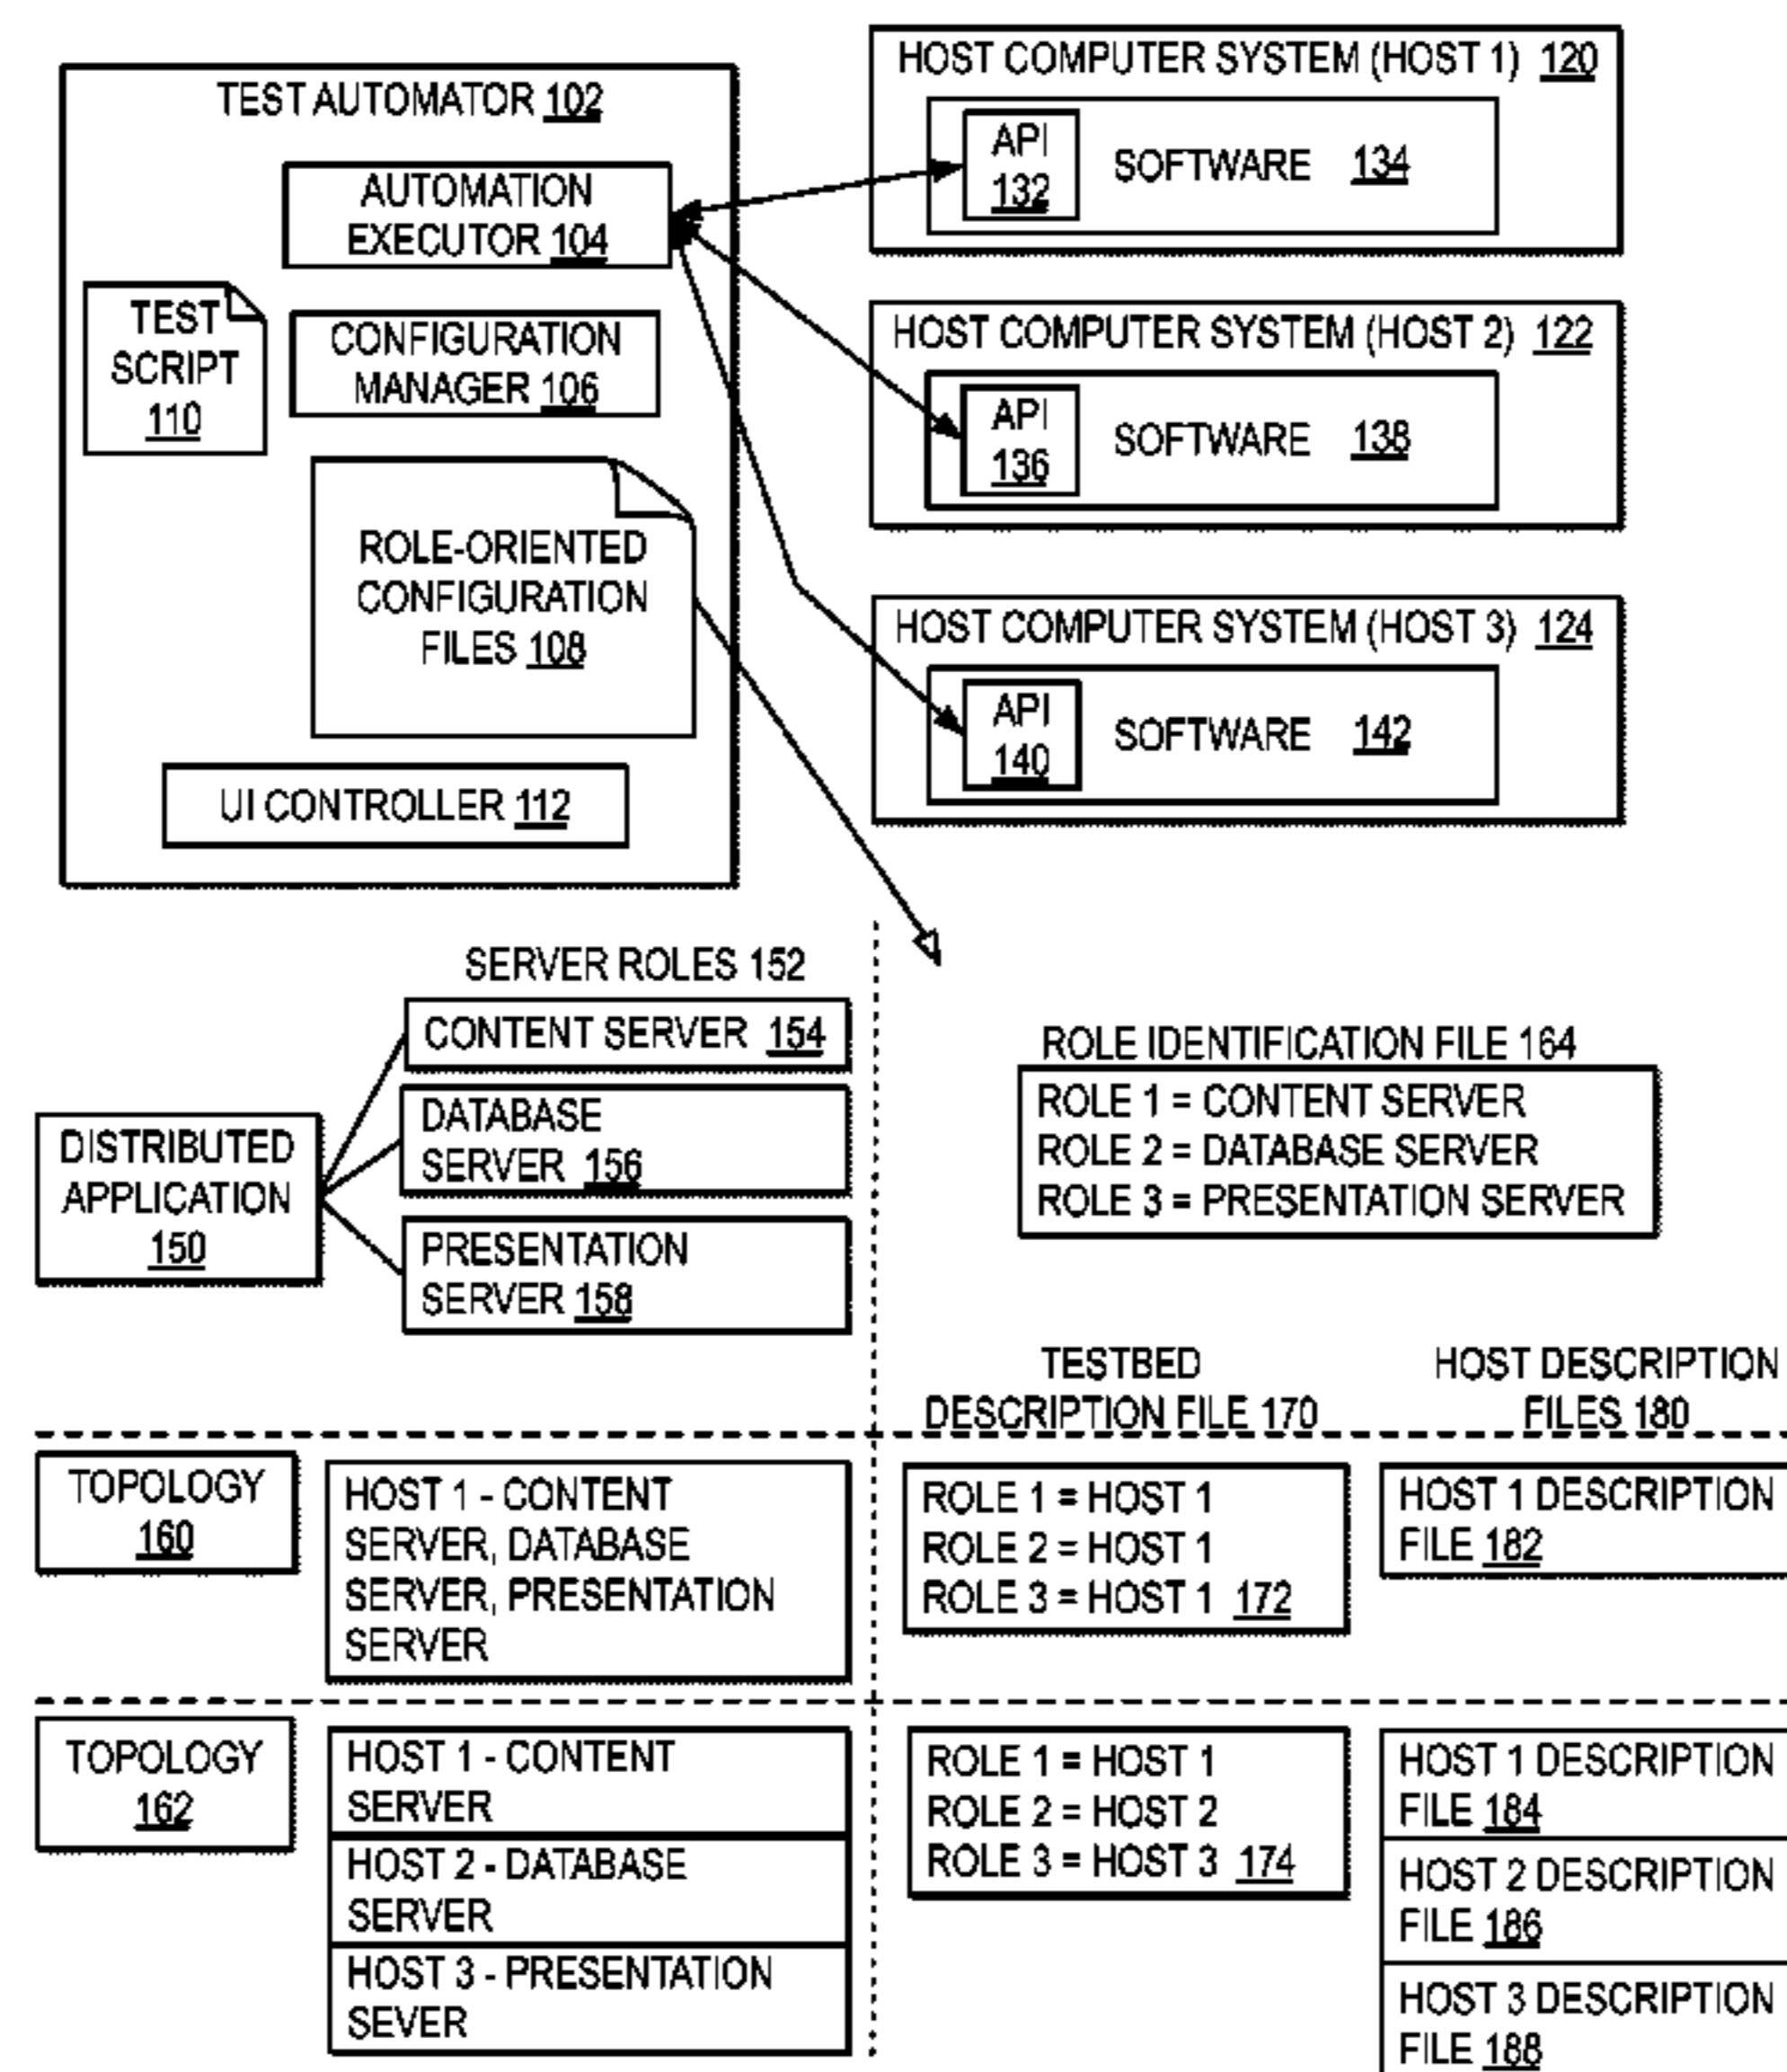 TEST AUTOMATOR 102
AUTOMATION
EXECUTOR 104
TEST
SCRIPT
110
CONFIGURATION
MANAGER 106
ROLE-ORIENTED
CONFIGURATION
FILES 108
UI CONTROLLER 112
HOST COMPUTER SYSTEM (HOST 1) 120
API
132
SOFTWARE 134
HOST COMPUTER SYSTEM (HOST 2) 122
API
136
SOFTWARE 138
HOST COMPUTER SYSTEM (HOST 3) 124
API
140
SOFTWARE 142
SERVER ROLES 152
CONTENT SERVER 154
DATABASE
SERVER 156
PRESENTATION
SERVER 158
DISTRIBUTED
APPLICATION
150
ROLE IDENTIFICATION FILE 164
ROLE 1 = CONTENT SERVER
ROLE 2 = DATABASE SERVER
ROLE 3 = PRESENTATION SERVER
TESTBED
DESCRIPTION FILE 170
HOST DESCRIPTION
FILES 180
TOPOLOGY
160
HOST 1 - CONTENT
SERVER, DATABASE
SERVER, PRESENTATION
SERVER
ROLE 1 = HOST 1
ROLE 2 = HOST 1
ROLE 3 = HOST 1 172
HOST 1 DESCRIPTION
FILE 182
TOPOLOGY
162
HOST 1 - CONTENT
SERVER
HOST 2 - DATABASE
SERVER
HOST 3 - PRESENTATION
SEVER
ROLE 1 = HOST 1
ROLE 2 = HOST 2
ROLE 3 = HOST 3 174
HOST 1 DESCRIPTION
FILE 184
HOST 2 DESCRIPTION
FILE 186
HOST 3 DESCRIPTION
FILE 188